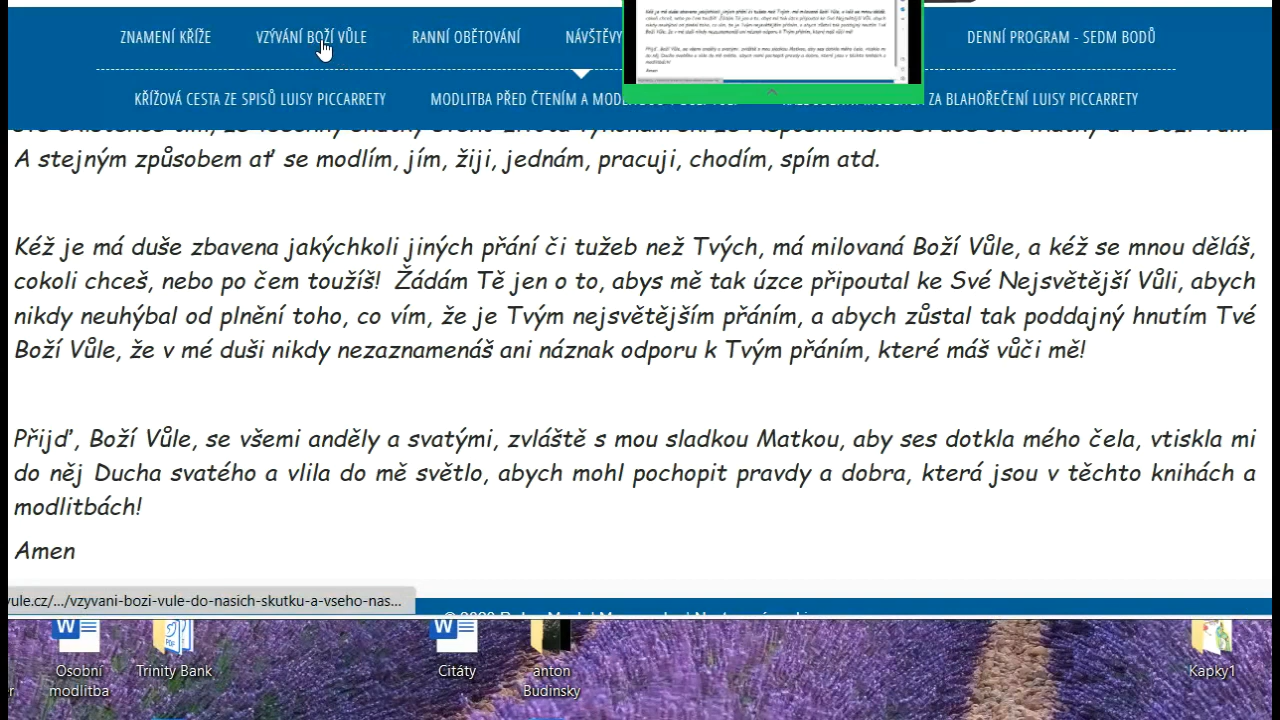 ZNAMENÍ KŘÍŽE VZÝVÁNÍ BOŽÍ VŮLE RANNÍ OBĚTOVÁNÍ NÁVŠTĚVY DENNÍ PROGRAM - SEDM BODŮ
KŘÍŽOVÁ CESTA ZE SPISŮ LUISY PICCARRETY MODLITBA PŘED ČTENÍM A ZA BLAHOŘEČENÍ LUISY PICCARRETY
A stejným způsobem ať se modlím, jím, žiji, jednám, pracuji, chodím, spím atd.
Kéž je má duše zbavena jakýchkoli jiných přání či tužeb než Tvých, má milovaná Boží Vůle, a kéž se mnou děláš,
cokoli chceš, nebo po čem toužíš! Žádám Tě jen o to, abys mě tak úzce připoutal ke Své Nejsvětější Vůli, abych
nikdy neuhýbal od plnění toho, co vím, že je Tvým nejsvětějším přáním, a abych zůstal tak poddajný hnutím Tvé
Boží Vůle, že v mé duši nikdy nezaznamenáš ani náznak odporu k Tvým přáním, které máš vůči mě!
Přijď, Boží Vůle, se všemi anděly a svatými, zvláště s mou sladkou Matkou, aby ses dotkla mého čela, vtiskla mi
do něj Ducha svatého a vlila do mě světlo, abych mohl pochopit pravdy a dobra, která jsou v těchto knihách a
modlitbách!
Amen
vule.cz/.../vzyvani-bozi-vule-do-nasich-skutku-a-vseho-nas...
Osobní modlitba
Trinity Bank
Citáty
anton Budinsky
Kapky1